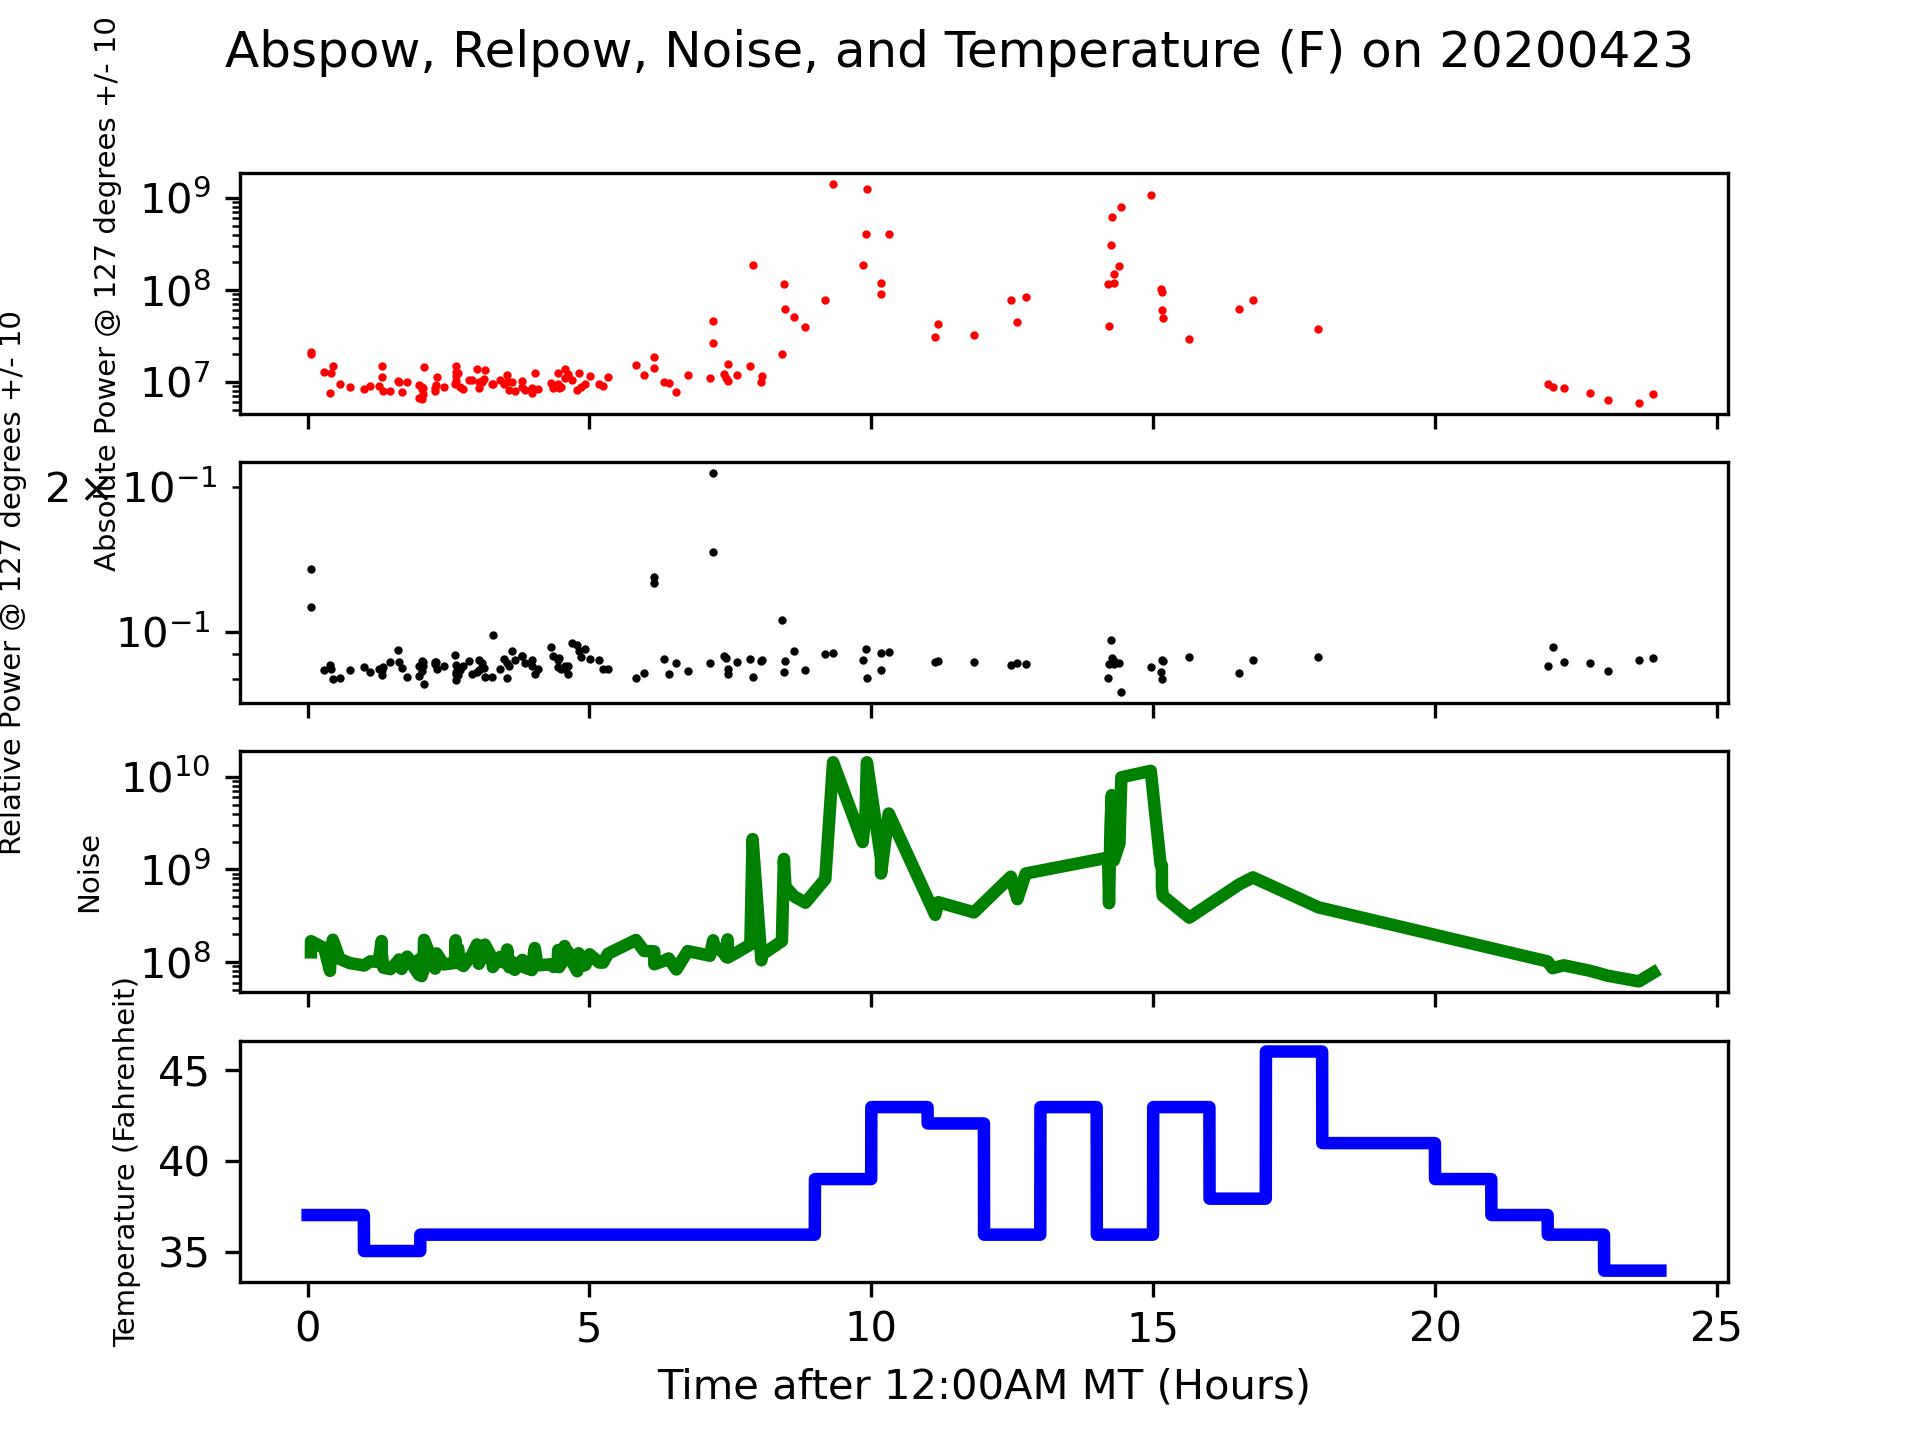 Abspow, Relpow, Noise, and Temperature (F) on 20200423
Absolute Power @ 127 degrees +/- 10
10⁹
10⁸
10⁷
Relative Power @ 127 degrees +/- 10
2 × 10⁻¹
10⁻¹
Noise
10¹⁰
10⁹
10⁸
Temperature (Fahrenheit)
45
40
35
0 5 10 15 20 25
Time after 12:00AM MT (Hours)